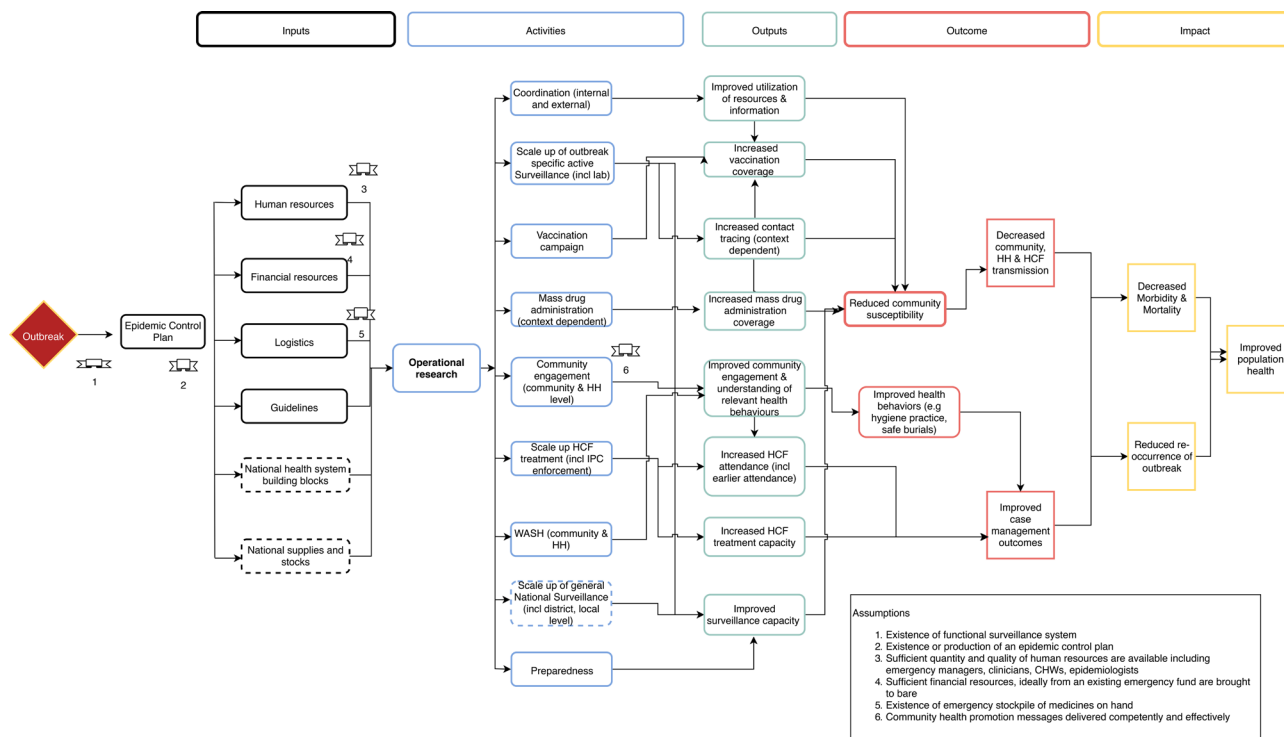 Inputs
Activities
Outputs
Outcome
Impact
Outbreak
1
Epidemic Control
Plan
2
Human resources
3
Financial resources
4
Logistics
5
Guidelines
National health system
building blocks
National supplies and
stocks
Operational
research
Coordination (internal
and external)
Scale up of outbreak
specific active
Surveillance (incl lab)
Vaccination
campaign
Mass drug
administration
(context dependent)
Community
engagement
(community & HH
level)
6
Scale up HCF
treatment (incl IPC
enforcement)
WASH (community &
HH)
Scale up of general
National Surveillance
(incl district, local
level)
Preparedness
Improved utilization
of resources &
information
Increased
vaccination
coverage
Increased contact
tracing (context
dependent)
Increased mass drug
administration
coverage
Improved community
engagement &
understanding of
relevant health
behaviours
Increased HCF
attendance (incl
earlier attendance)
Increased HCF
treatment capacity
Improved
surveillance capacity
Reduced community
susceptibility
Improved health
behaviors (e.g
hygiene practice,
safe burials)
Decreased
community,
HH & HCF
transmission
Improved
case
management
outcomes
Decreased
Morbidity &
Mortality
Reduced re-
occurrence of
outbreak
Improved
population
health
Assumptions
1. Existence of functional surveillance system
2. Existence or production of an epidemic control plan
3. Sufficient quantity and quality of human resources are available including
emergency managers, clinicians, CHWs, epidemiologists
4. Sufficient financial resources, ideally from an existing emergency fund are brought
to bare
5. Existence of emergency stockpile of medicines on hand
6. Community health promotion messages delivered competently and effectively